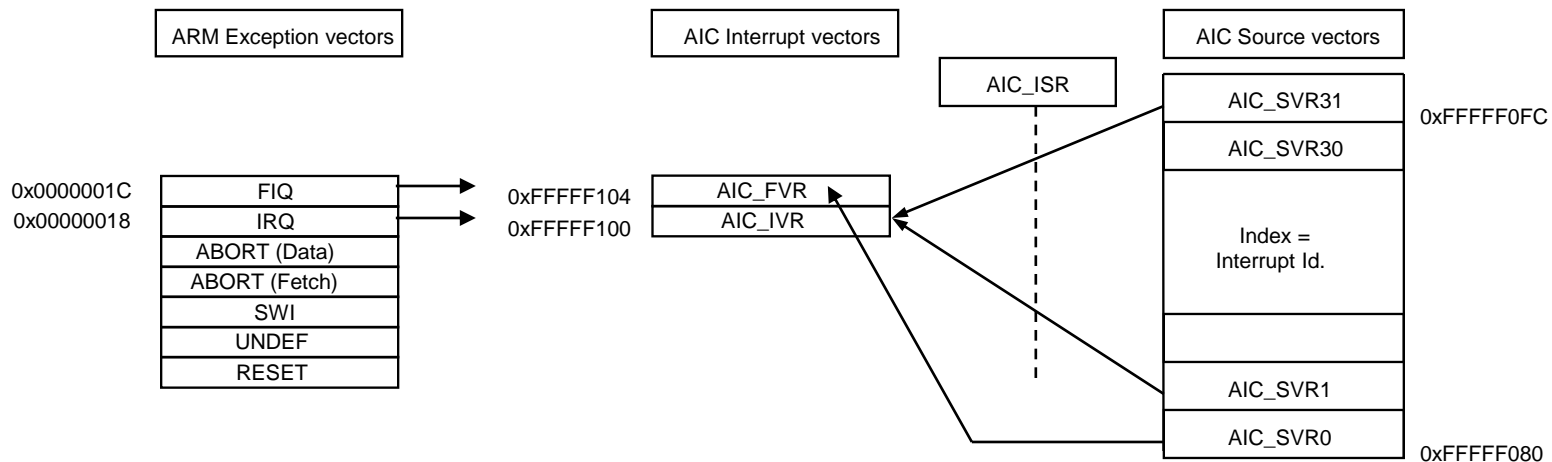 ARM Exception vectors
AIC Interrupt vectors
AIC Source vectors
AIC_ISR
AIC_SVR31
0xFFFFF0FC
AIC_SVR30
0x0000001C
FIQ
0xFFFFF104
AIC_FVR
0x00000018
IRQ
0xFFFFF100
AIC_IVR
ABORT (Data)
ABORT (Fetch)
SWI
UNDEF
RESET
Index =
Interrupt Id.
AIC_SVR1
AIC_SVR0
0xFFFFF080